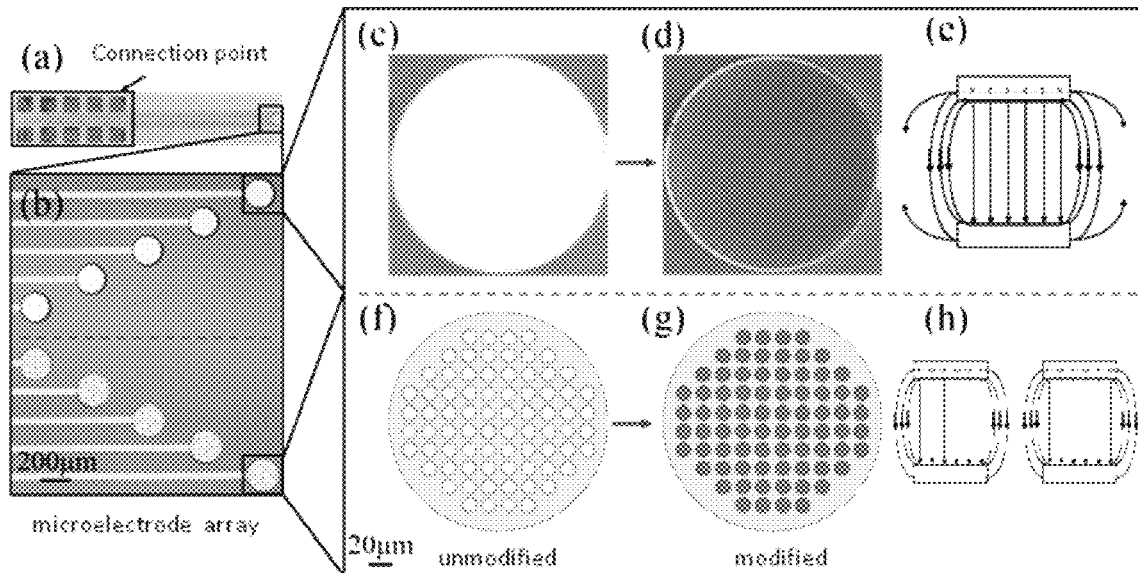 (a)
Connection point
(b)
200μm
microelectrode array
(c)
(d)
(e)
(f)
(g)
(h)
20μm
unmodified
modified